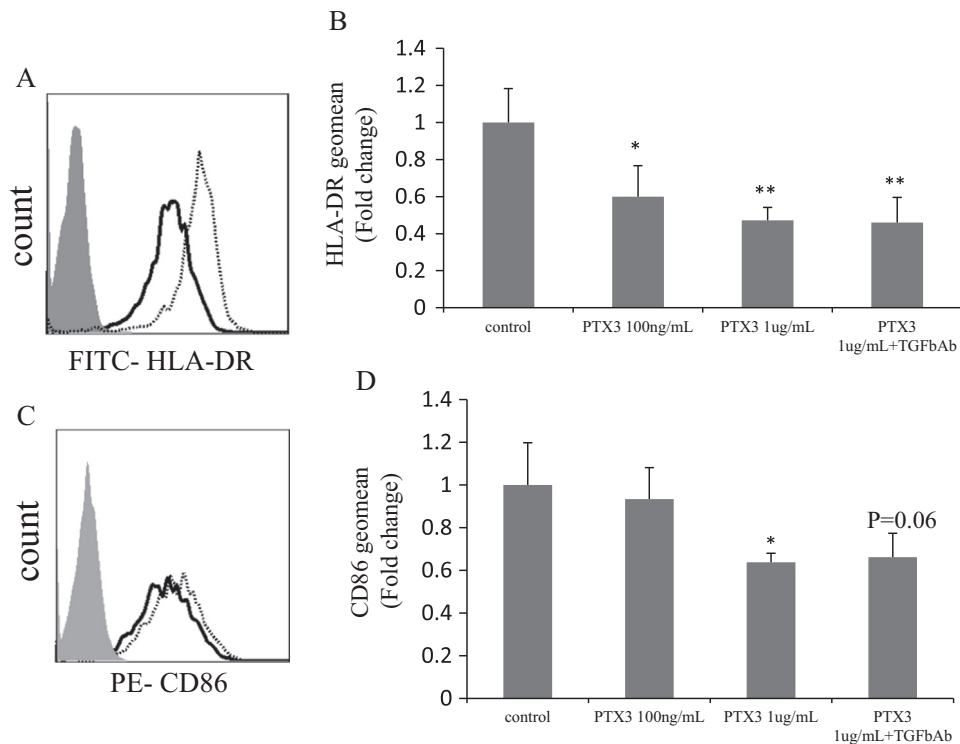 A
count
FITC- HLA-DR
B
HLA-DR geomean
(Fold change)
1.4
1.2
1
0.8
0.6
0.4
0.2
0
*
**
**
control
PTX3 100ng/mL
PTX3 1ug/mL
PTX3
1ug/mL+TGFbAb
C
count
PE- CD86
D
CD86 geomean
(Fold change)
1.4
1.2
1
0.8
0.6
0.4
0.2
0
*
P=0.06
control
PTX3 100ng/mL
PTX3 1ug/mL
PTX3
1ug/mL+TGFbAb